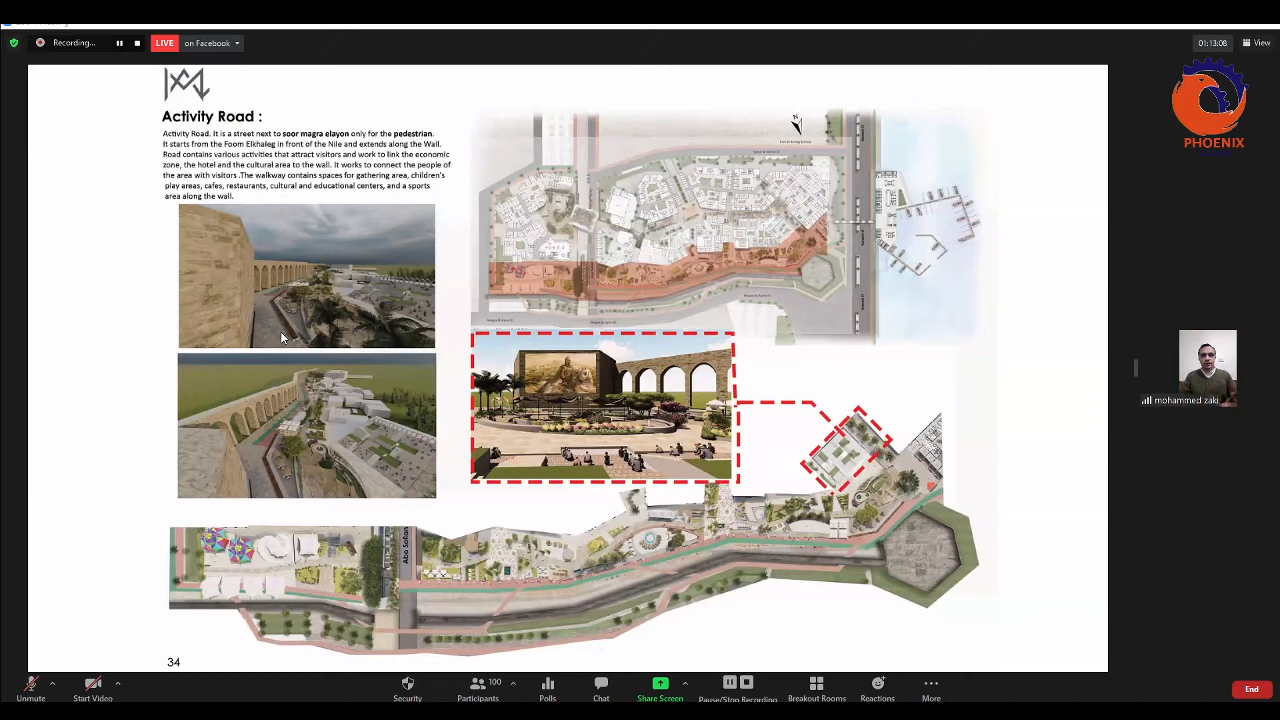 Recording...
LIVE
on Facebook
01:13:08
View
PHOENIX
Activity Road :
Activity Road. It is a street next to soor magra elayon only for the pedestrian.
It starts from the Foom Elkhaleg in front of the Nile and extends along the Wall.
Road contains various activities that attract visitors and work to link the economic
zone, the hotel and the cultural area to the wall. It works to connect the people of
the area with visitors .The walkway contains spaces for gathering area, children's
play areas, cafes, restaurants, cultural and educational centers, and a sports
area along the wall.
N
mohammed zaki
Abo Sofian
34
Unmute
Start Video
Security
Participants
100
Polls
Chat
Share Screen
Pause/Stop Recording
Breakout Rooms
Reactions
More
End